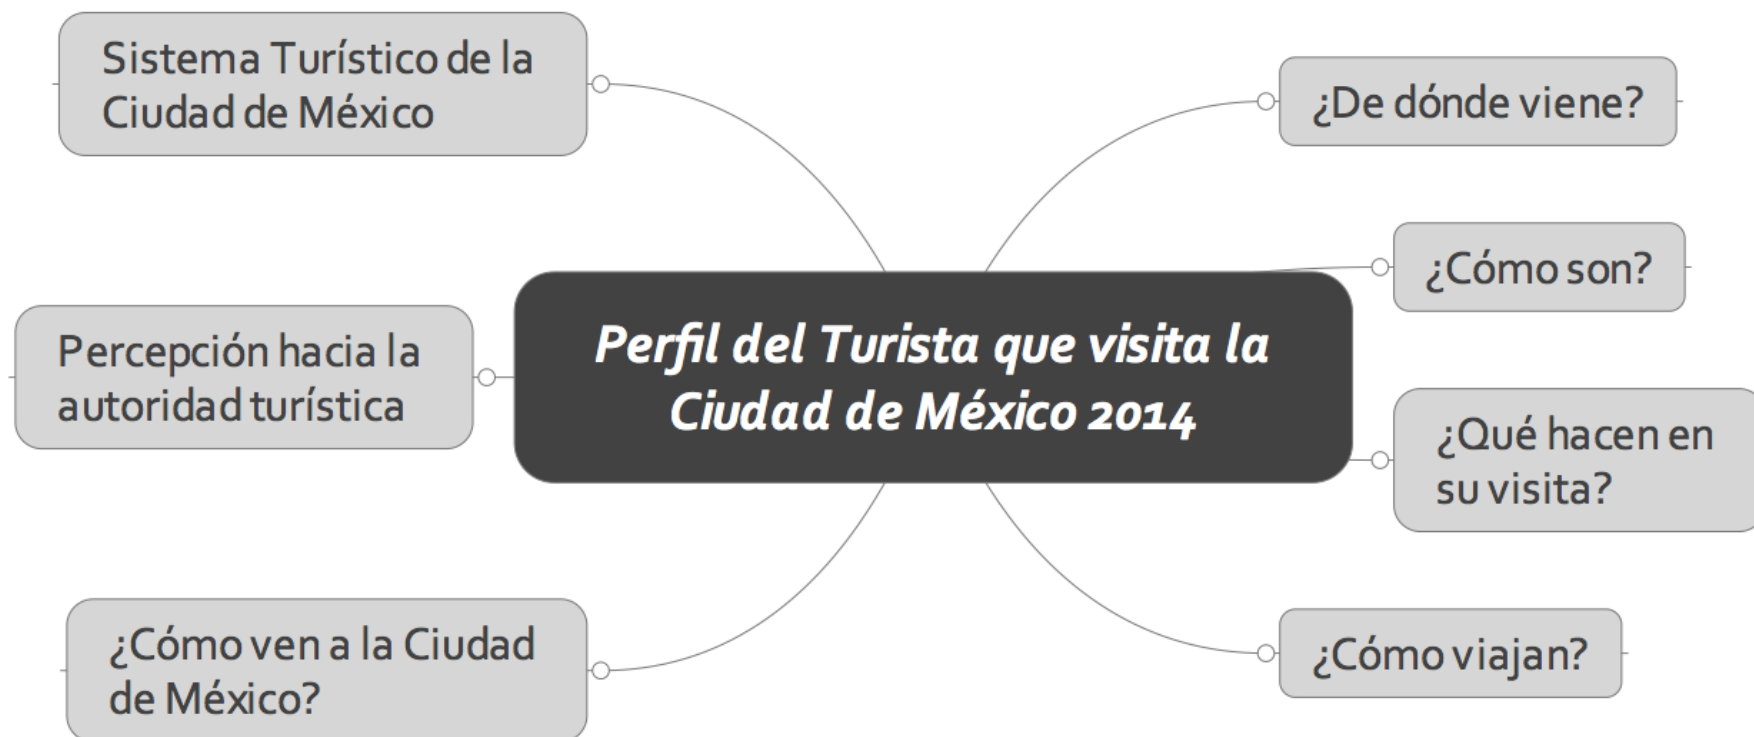 Sistema Turístico de la
Ciudad de México
¿De dónde viene?
¿Cómo son?
Perfil del Turista que visita la
Ciudad de México 2014
Percepción hacia la
autoridad turística
¿Qué hacen en
su visita?
¿Cómo ven a la Ciudad
de México?
¿Cómo viajan?